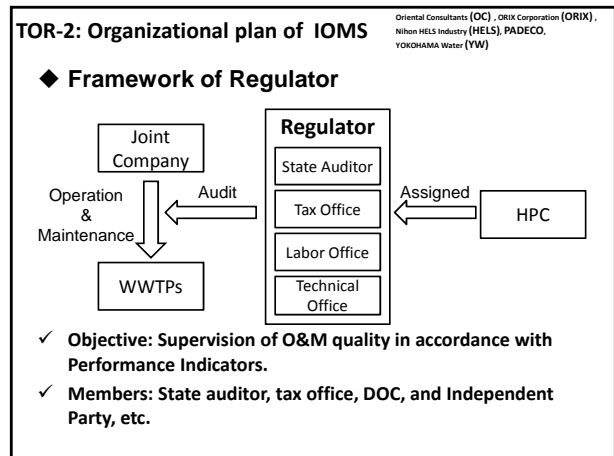 TOR-2: Organizational plan of IOMS
Oriental Consultants (OC) , ORIX Corporation (ORIX) ,
Nihon HELS Industry (HELS), PADECO,
YOKOHAMA Water (YW)
◆ Framework of Regulator
Joint
Company
Operation
&
Maintenance
WWTPs
Audit
Regulator
State Auditor
Tax Office
Labor Office
Technical
Office
Assigned
HPC
✓ Objective: Supervision of O&M quality in accordance with
Performance Indicators.
✓ Members: State auditor, tax office, DOC, and Independent
Party, etc.